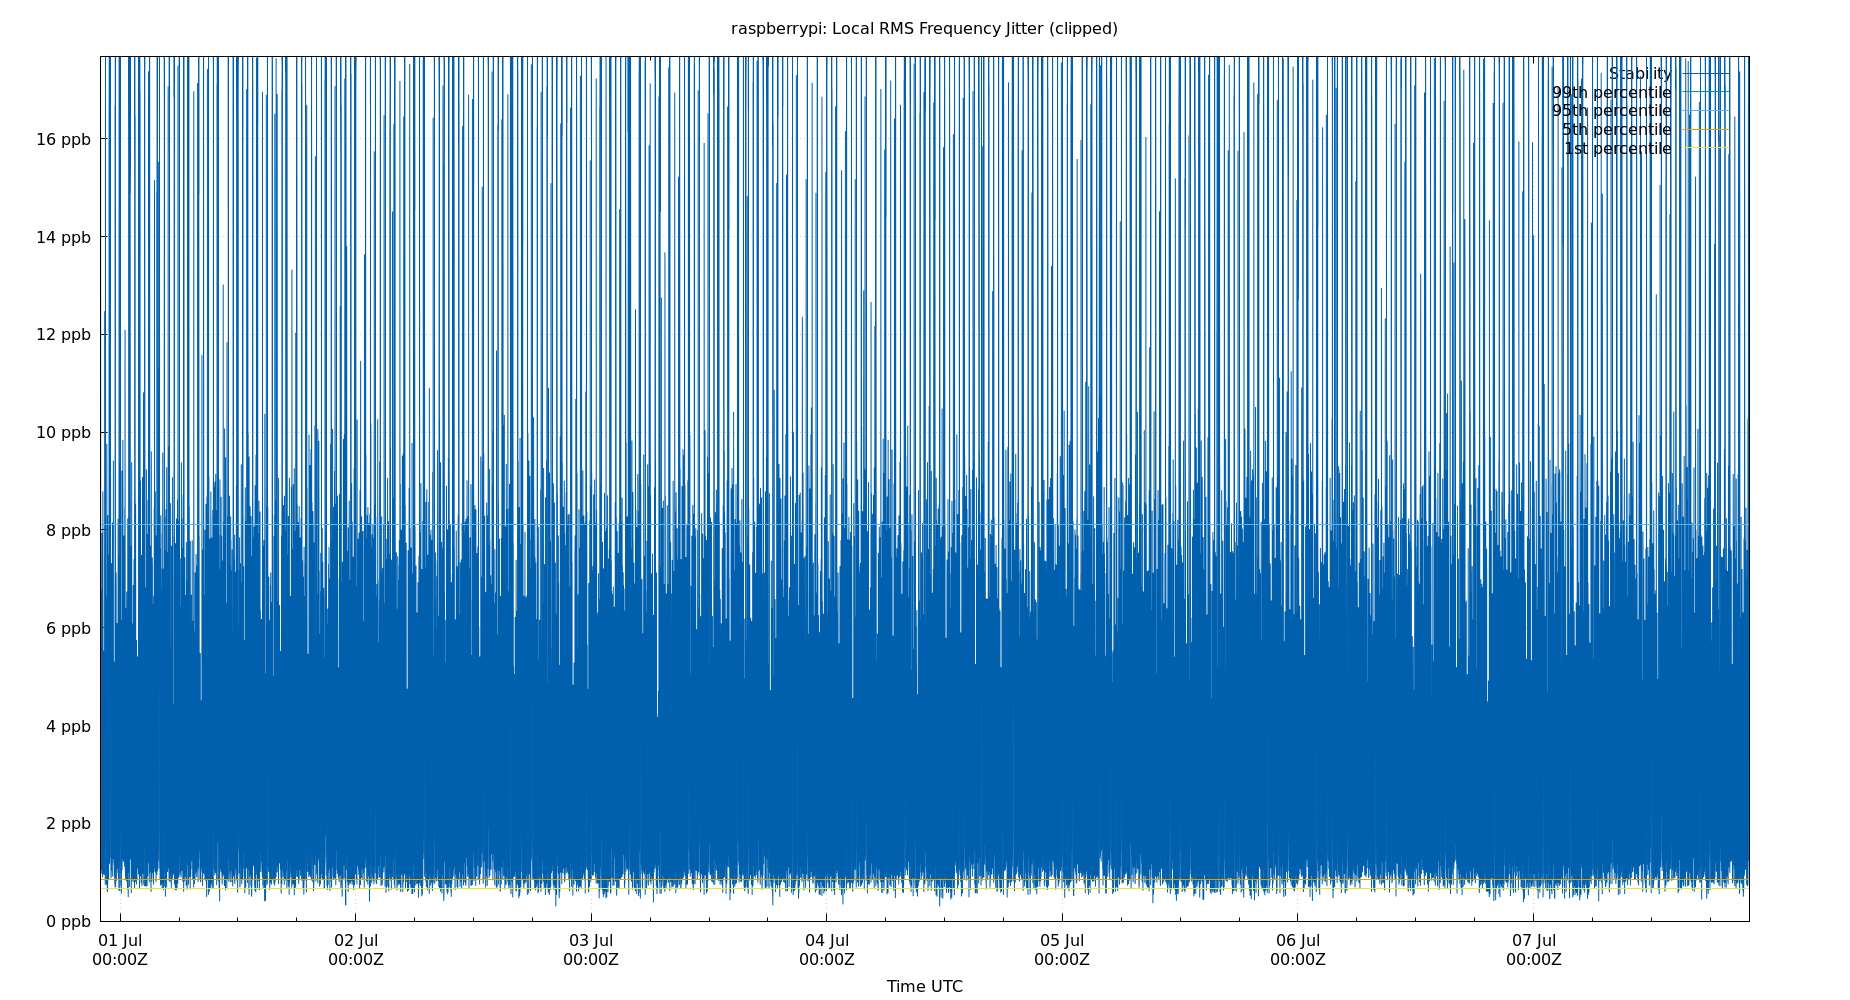 raspberrypi: Local RMS Frequency Jitter (clipped)
Stability
99th percentile
95th percentile
5th percentile
1st percentile
16 ppb
14 ppb
12 ppb
10 ppb
8 ppb
6 ppb
4 ppb
2 ppb
0 ppb
01 Jul 02 Jul 03 Jul 04 Jul 05 Jul 06 Jul 07 Jul
00:00Z 00:00Z 00:00Z 00:00Z 00:00Z 00:00Z 00:00Z
Time UTC